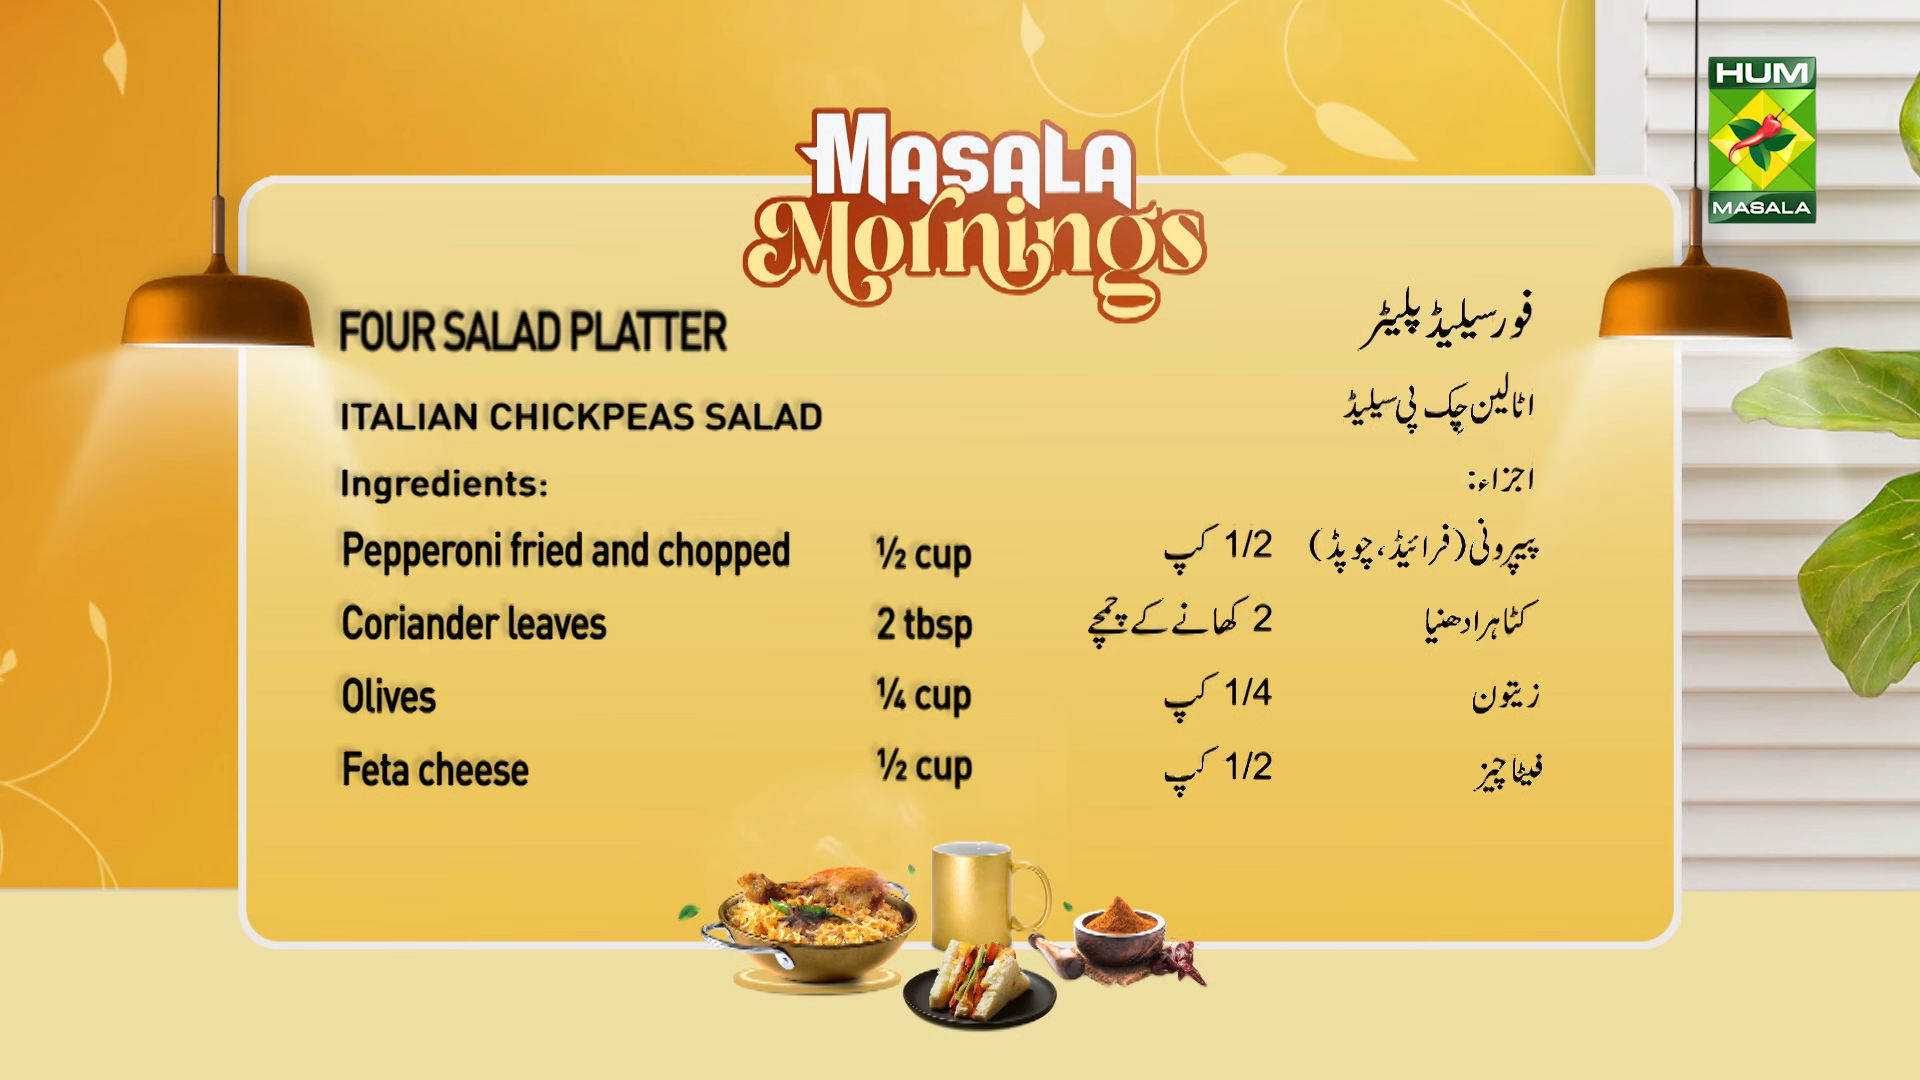 HUM
MASALA
MASALA
Mornings
FOUR SALAD PLATTER فور سیلیڈ پلیٹر
ITALIAN CHICKPEAS SALAD اٹالین چِک پی سیلیڈ
Ingredients: اجزاء:
Pepperoni fried and chopped ½ cup پیپرونی (فرائیڈ، چوپڈ) 1/2 کپ
Coriander leaves 2 tbsp کٹا ہرا دھنیا 2 کھانے کے چمچے
Olives ¼ cup زیتون 1/4 کپ
Feta cheese ½ cup فیٹا چیز 1/2 کپ